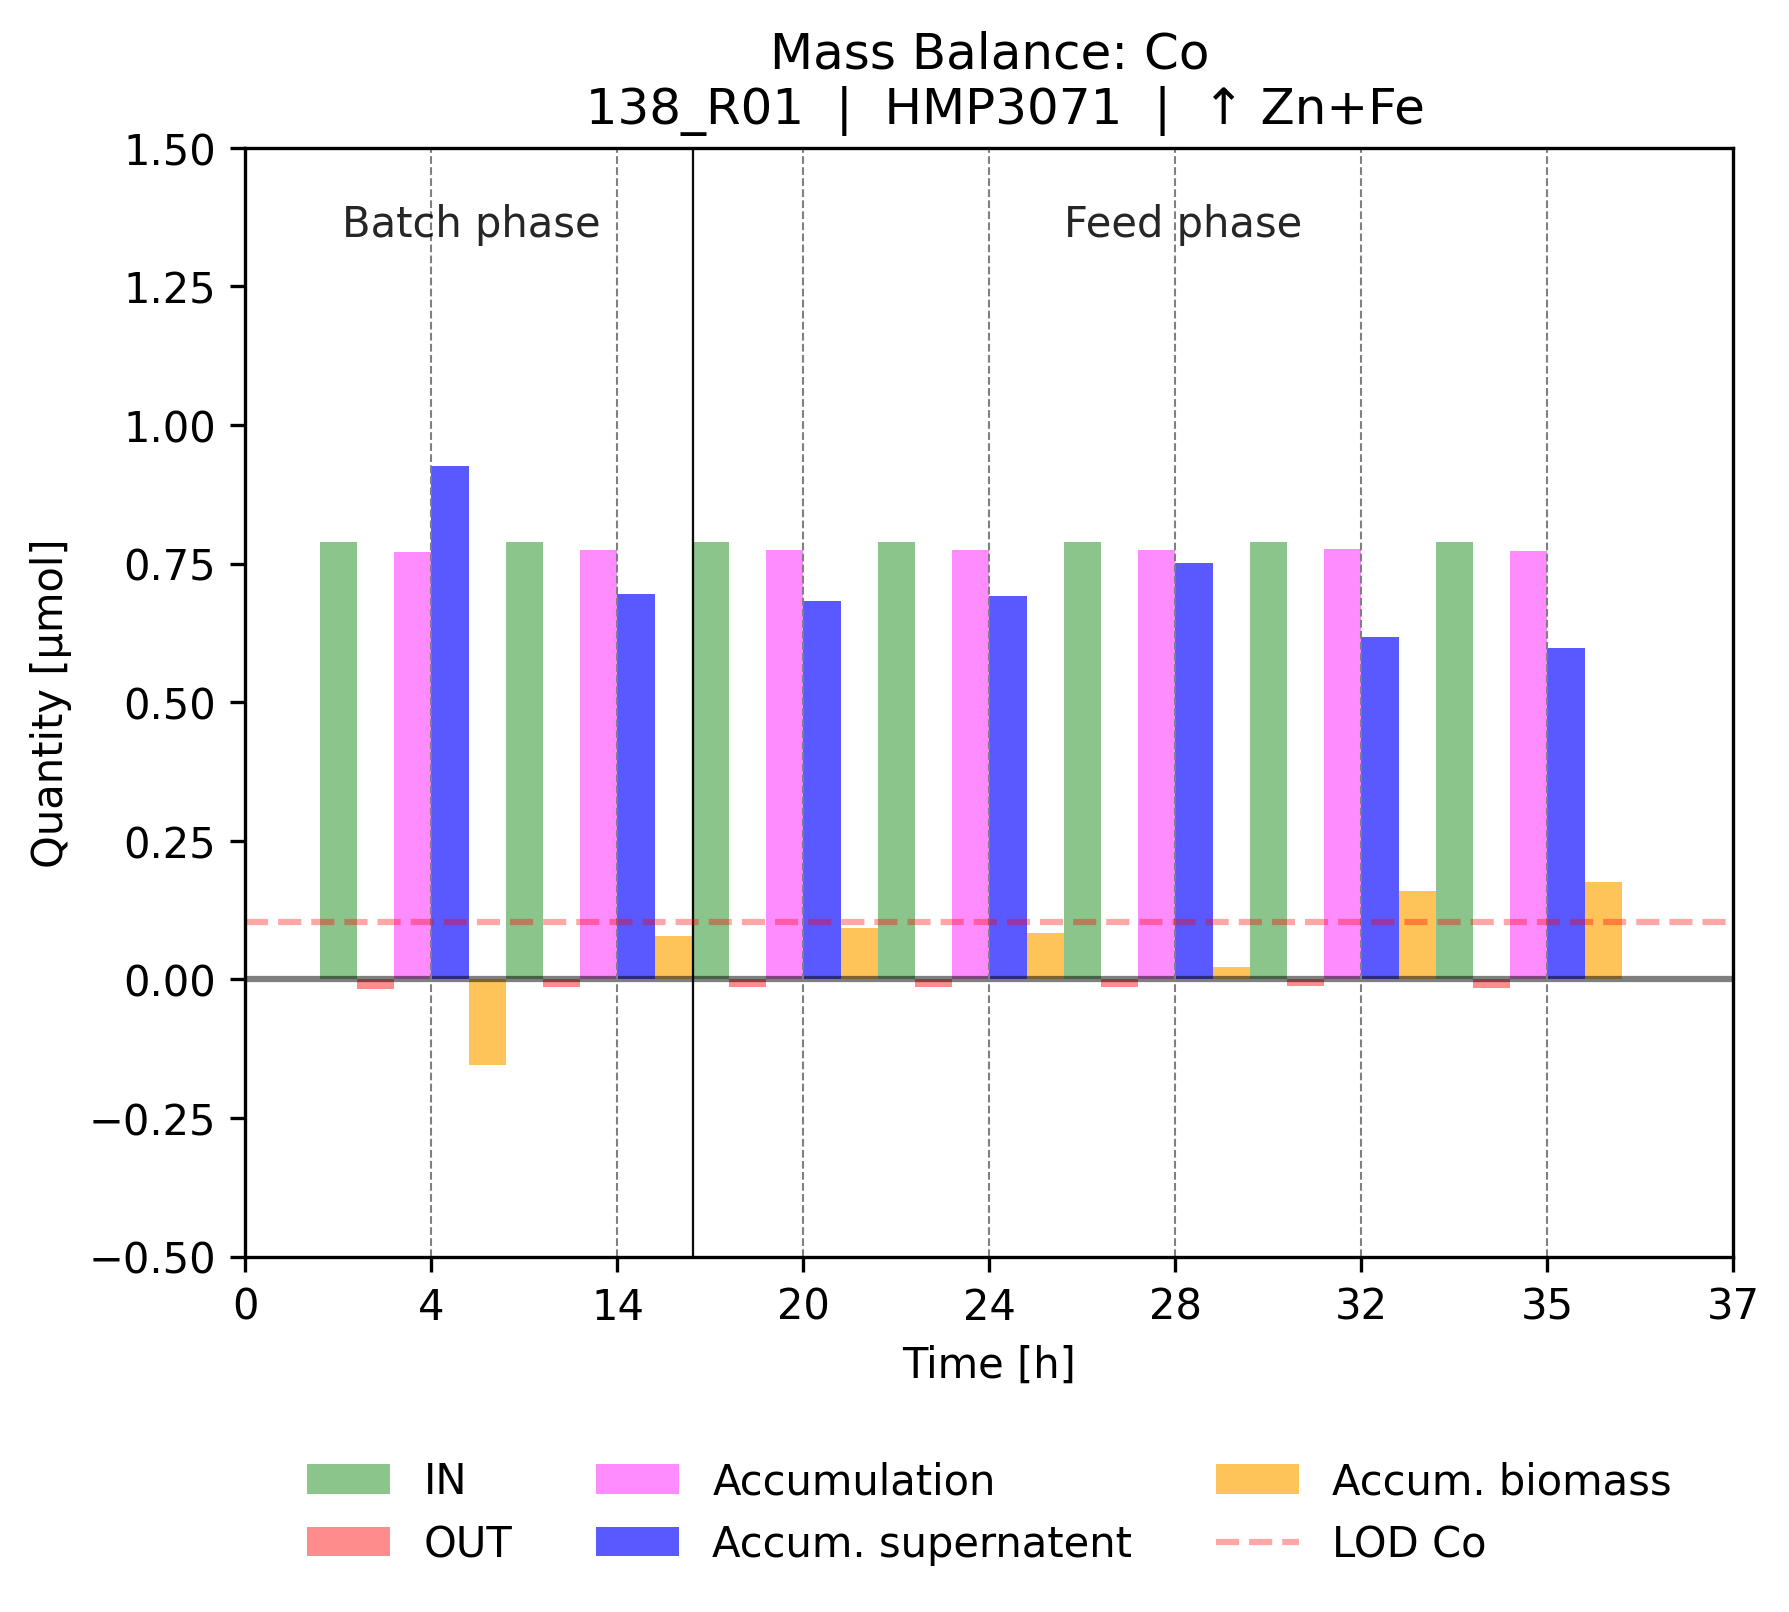 Mass Balance: Co
138_R01 | HMP3071 | ↑ Zn+Fe
Batch phase
Feed phase
1.50
1.25
1.00
0.75
0.50
0.25
0.00
−0.25
−0.50
Quantity [µmol]
0 4 14 20 24 28 32 35 37
Time [h]
IN Accumulation Accum. biomass
OUT Accum. supernatent LOD Co